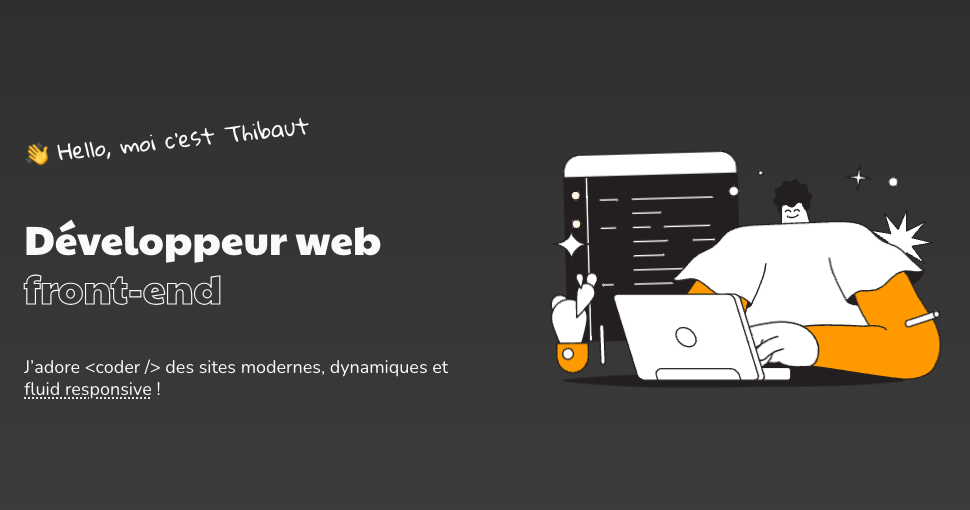 👋 Hello, moi c'est Thibaut
Développeur web
front-end
J'adore <coder /> des sites modernes, dynamiques et
fluid responsive !